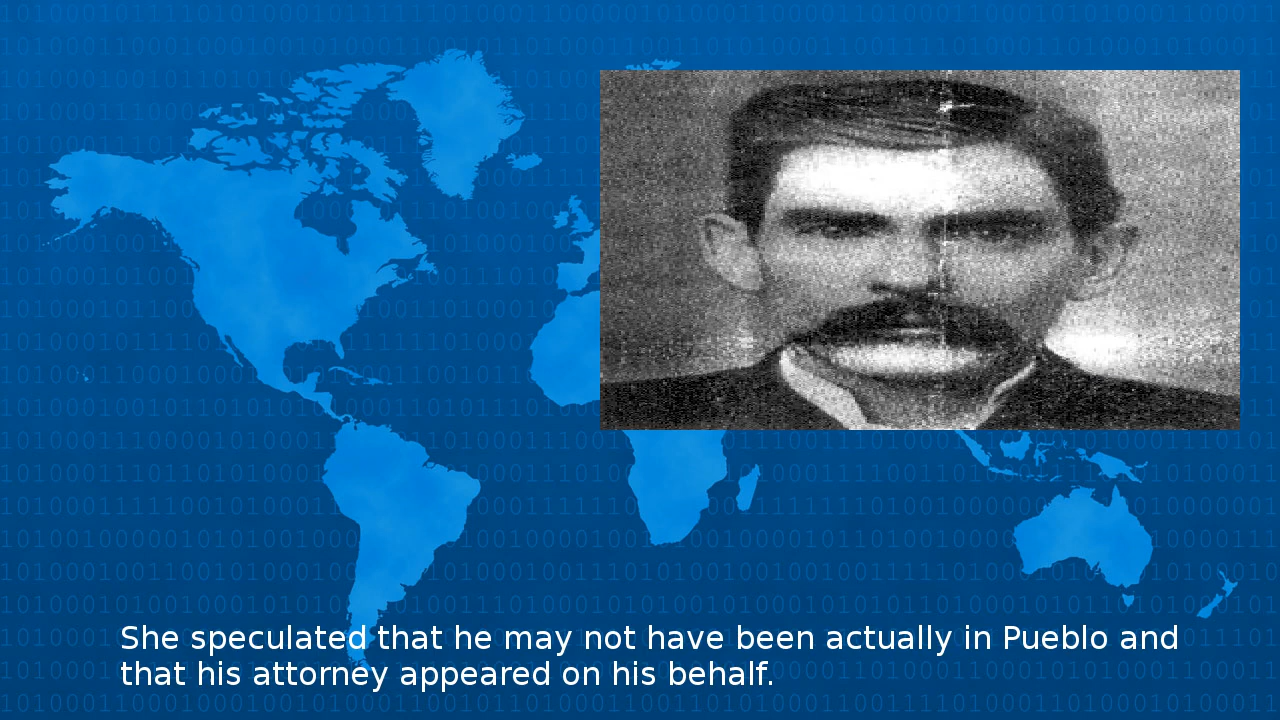 She speculated that he may not have been actually in Pueblo and
that his attorney appeared on his behalf.